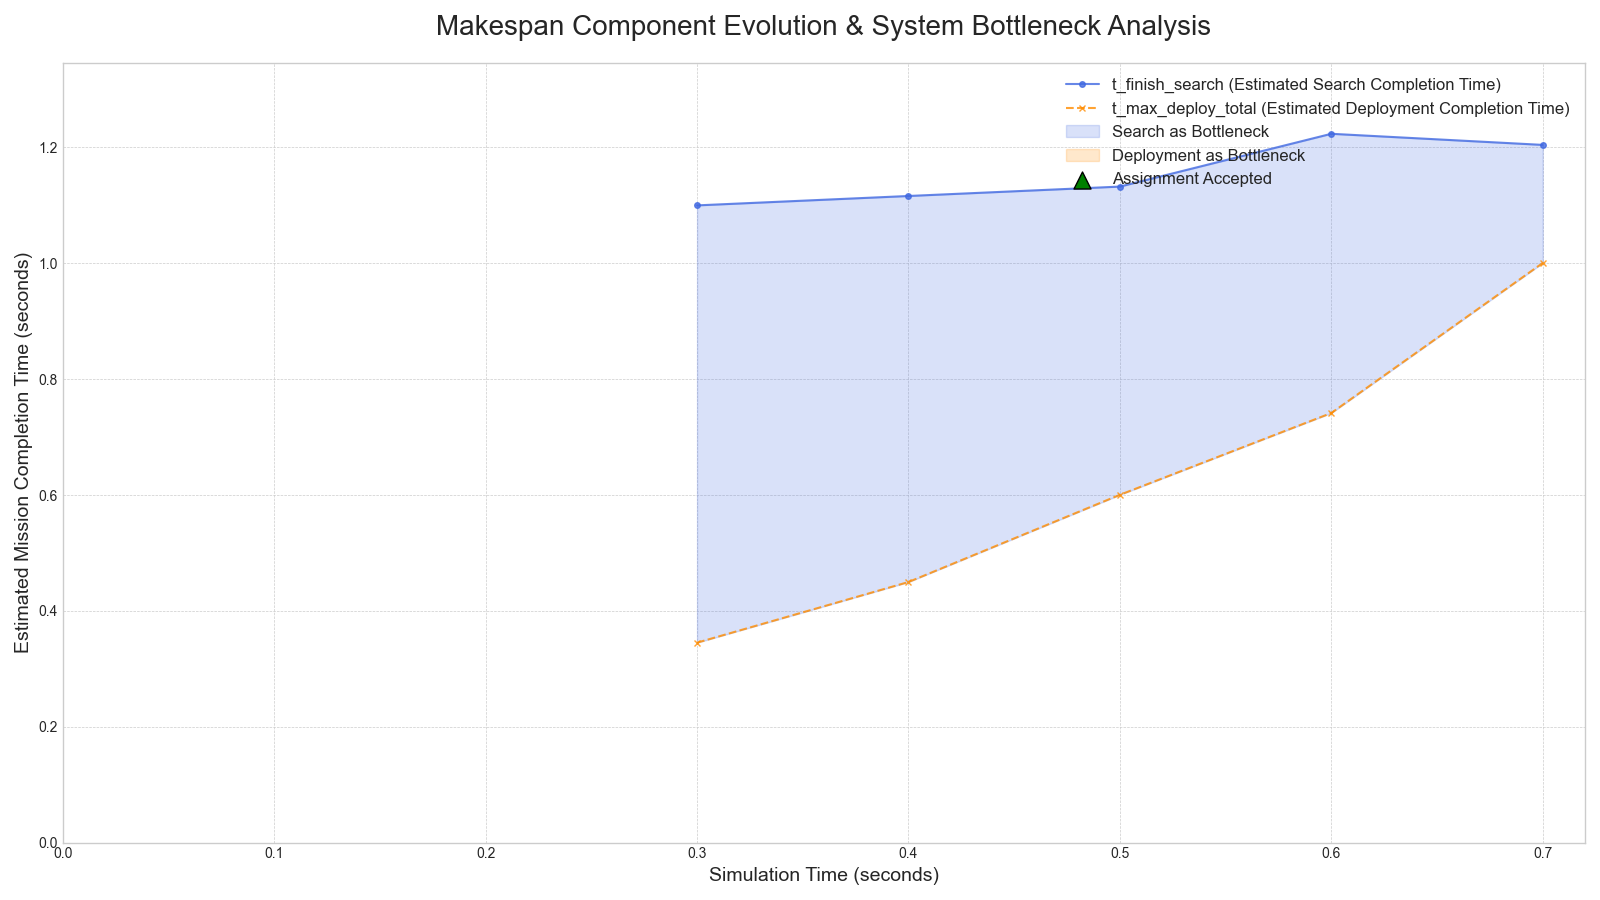 Makespan Component Evolution & System Bottleneck Analysis
t_finish_search (Estimated Search Completion Time)
t_max_deploy_total (Estimated Deployment Completion Time)
Search as Bottleneck
Deployment as Bottleneck
Assignment Accepted
Estimated Mission Completion Time (seconds)
1.2
1.0
0.8
0.6
0.4
0.2
0.0
0.0 0.1 0.2 0.3 0.4 0.5 0.6 0.7
Simulation Time (seconds)